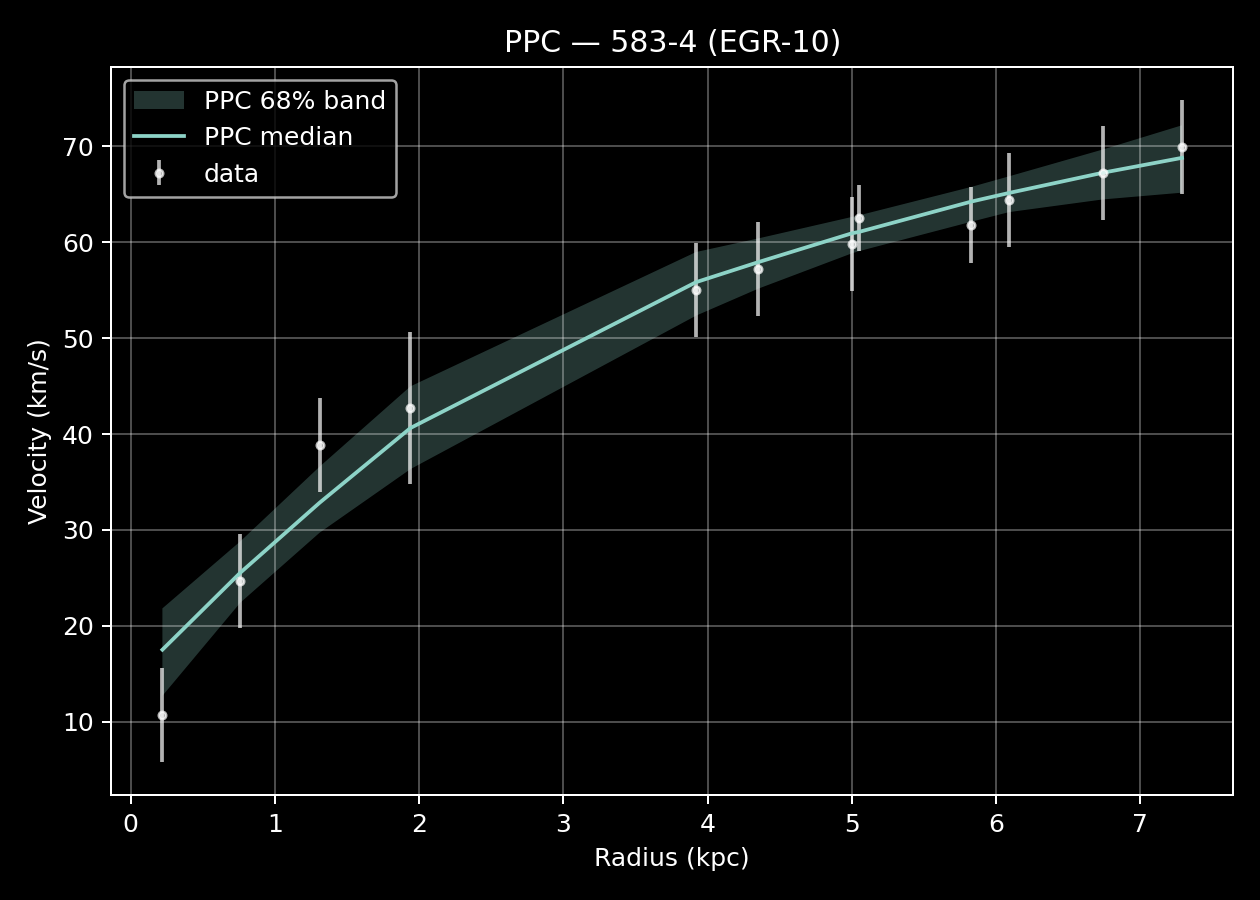 PPC — 583-4 (EGR-10)
PPC 68% band
PPC median
data
70
60
50
40
30
20
10
Velocity (km/s)
0 1 2 3 4 5 6 7
Radius (kpc)